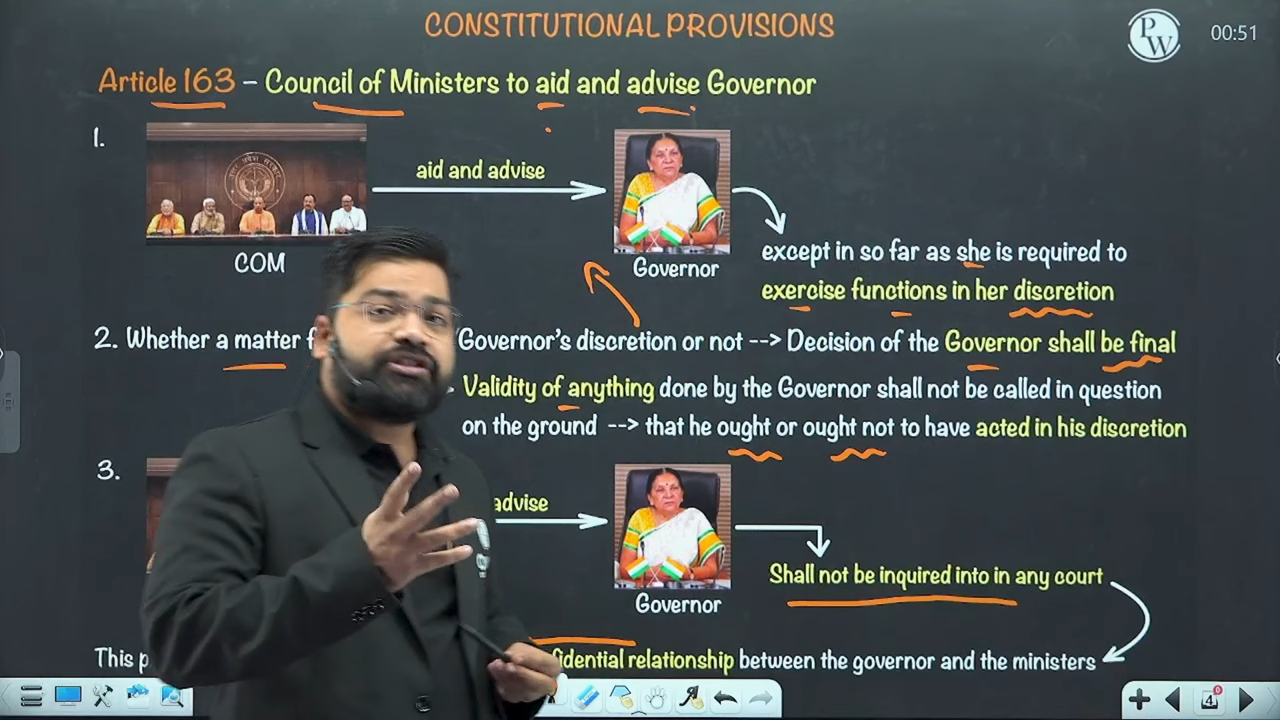 CONSTITUTIONAL PROVISIONS
PW
00:51
Article 163 – Council of Ministers to aid and advise Governor
1.
aid and advise
COM
Governor
except in so far as she is required to
exercise functions in her discretion
2. Whether a matter
Governor's discretion or not --> Decision of the Governor shall be final
Validity of anything done by the Governor shall not be called in question
on the ground --> that he ought or ought not to have acted in his discretion
3.
advise
Governor
Shall not be inquired into in any court
This
relationship between the governor and the ministers
4